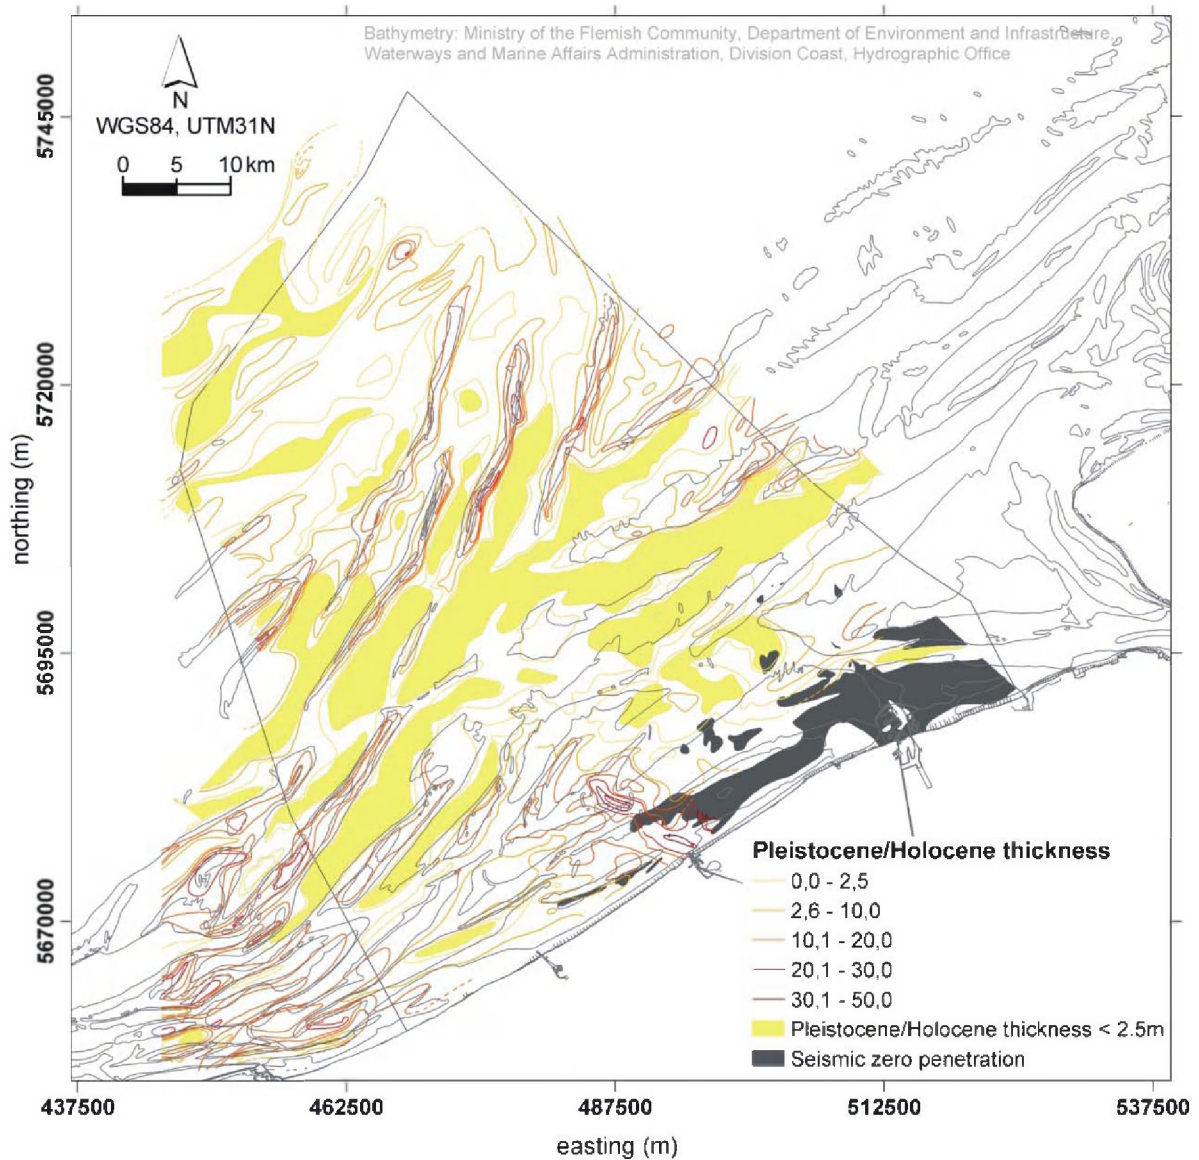 Bathymetry: Ministry of the Flemish Community, Department of Environment and Infrastructure,
Waterways and Marine Affairs Administration, Division Coast, Hydrographic Office
N
WGS84, UTM31N
0 5 10 km
5745000
5720000
5695000
5670000
northing (m)
Pleistocene/Holocene thickness
0,0 - 2,5
2,6 - 10,0
10,1 - 20,0
20,1 - 30,0
30,1 - 50,0
Pleistocene/Holocene thickness < 2.5m
Seismic zero penetration
437500 462500 487500 512500 537500
easting (m)